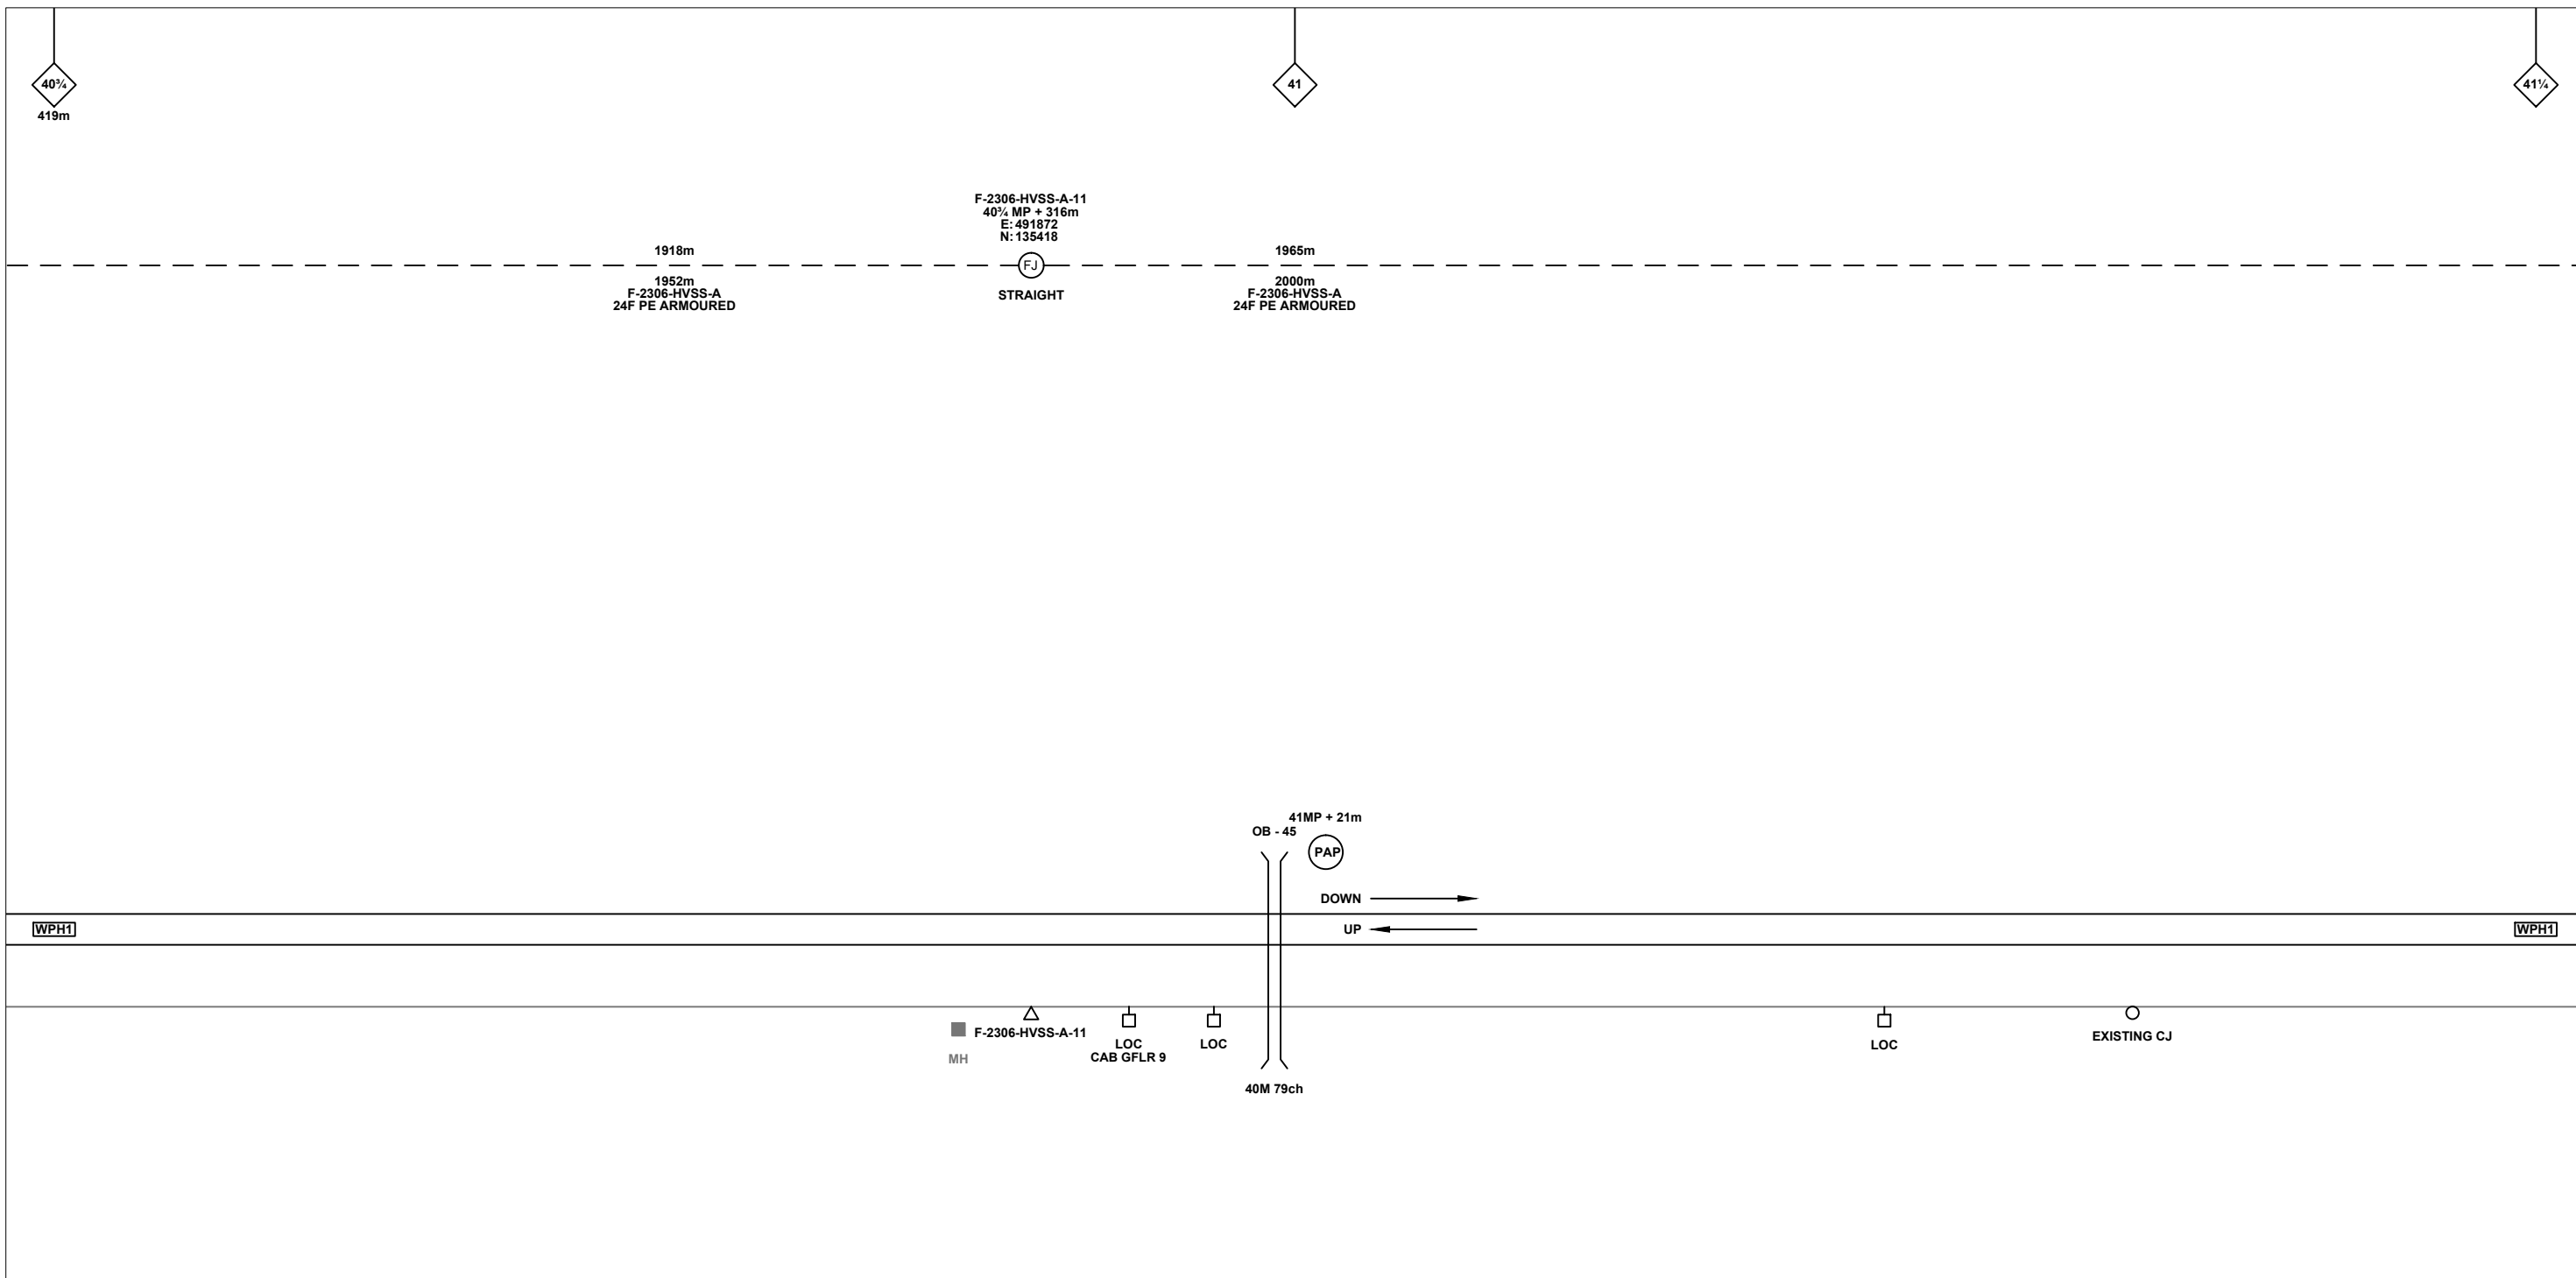 40¾
41
41¼
419m
F-2306-HVSS-A-11
40¾ MP + 316m
E: 491872
N: 135418
1918m
FJ
1965m
1952m
F-2306-HVSS-A
24F PE ARMOURED
STRAIGHT
2000m
F-2306-HVSS-A
24F PE ARMOURED
41MP + 21m
OB - 45
PAP
DOWN
WPH1
UP
WPH1
F-2306-HVSS-A-11
MH
LOC
CAB GFLR 9
LOC
LOC
EXISTING CJ
40M 79ch